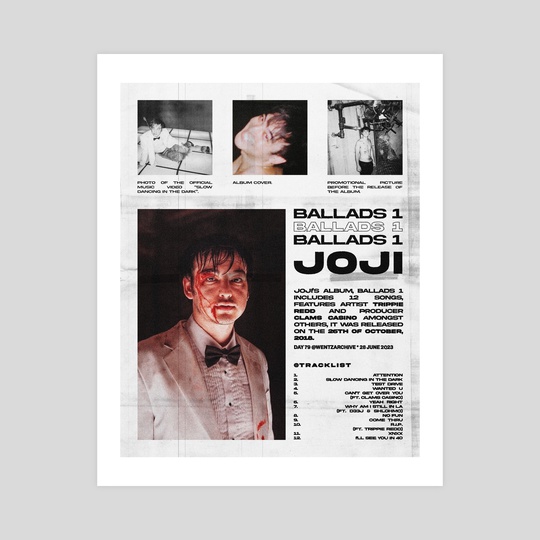 PHOTO OF THE OFFICIAL
MUSIC VIDEO "SLOW
DANCING IN THE DARK".
ALBUM COVER.
PROMOTIONAL PICTURE
BEFORE THE RELEASE OF
THE ALBUM.
BALLADS 1
BALLADS 1
BALLADS 1
JOJI
JOJI'S ALBUM, BALLADS 1
INCLUDES 12 SONGS,
FEATURES ARTIST TRIPPIE
REDD AND PRODUCER
CLAMS CASINO AMONGST
OTHERS, IT WAS RELEASED
ON THE 26TH OF OCTOBER,
2018.
DAY 79 @WENTZARCHIVE * 28 JUNE 2023
@TRACKLIST
1. ATTENTION
2. SLOW DANCING IN THE DARK
3. TEST DRIVE
4. WANTED U
5. CAN'T GET OVER YOU
(FT. CLAMS CASINO)
6. YEAH RIGHT
7. WHY AM I STILL IN LA
(FT. D33J & SHLOHMO)
8. NO FUN
9. COME THRU
10. R.I.P.
(FT. TRIPPIE REDD)
11. XNXX
12. I'LL SEE YOU IN 40